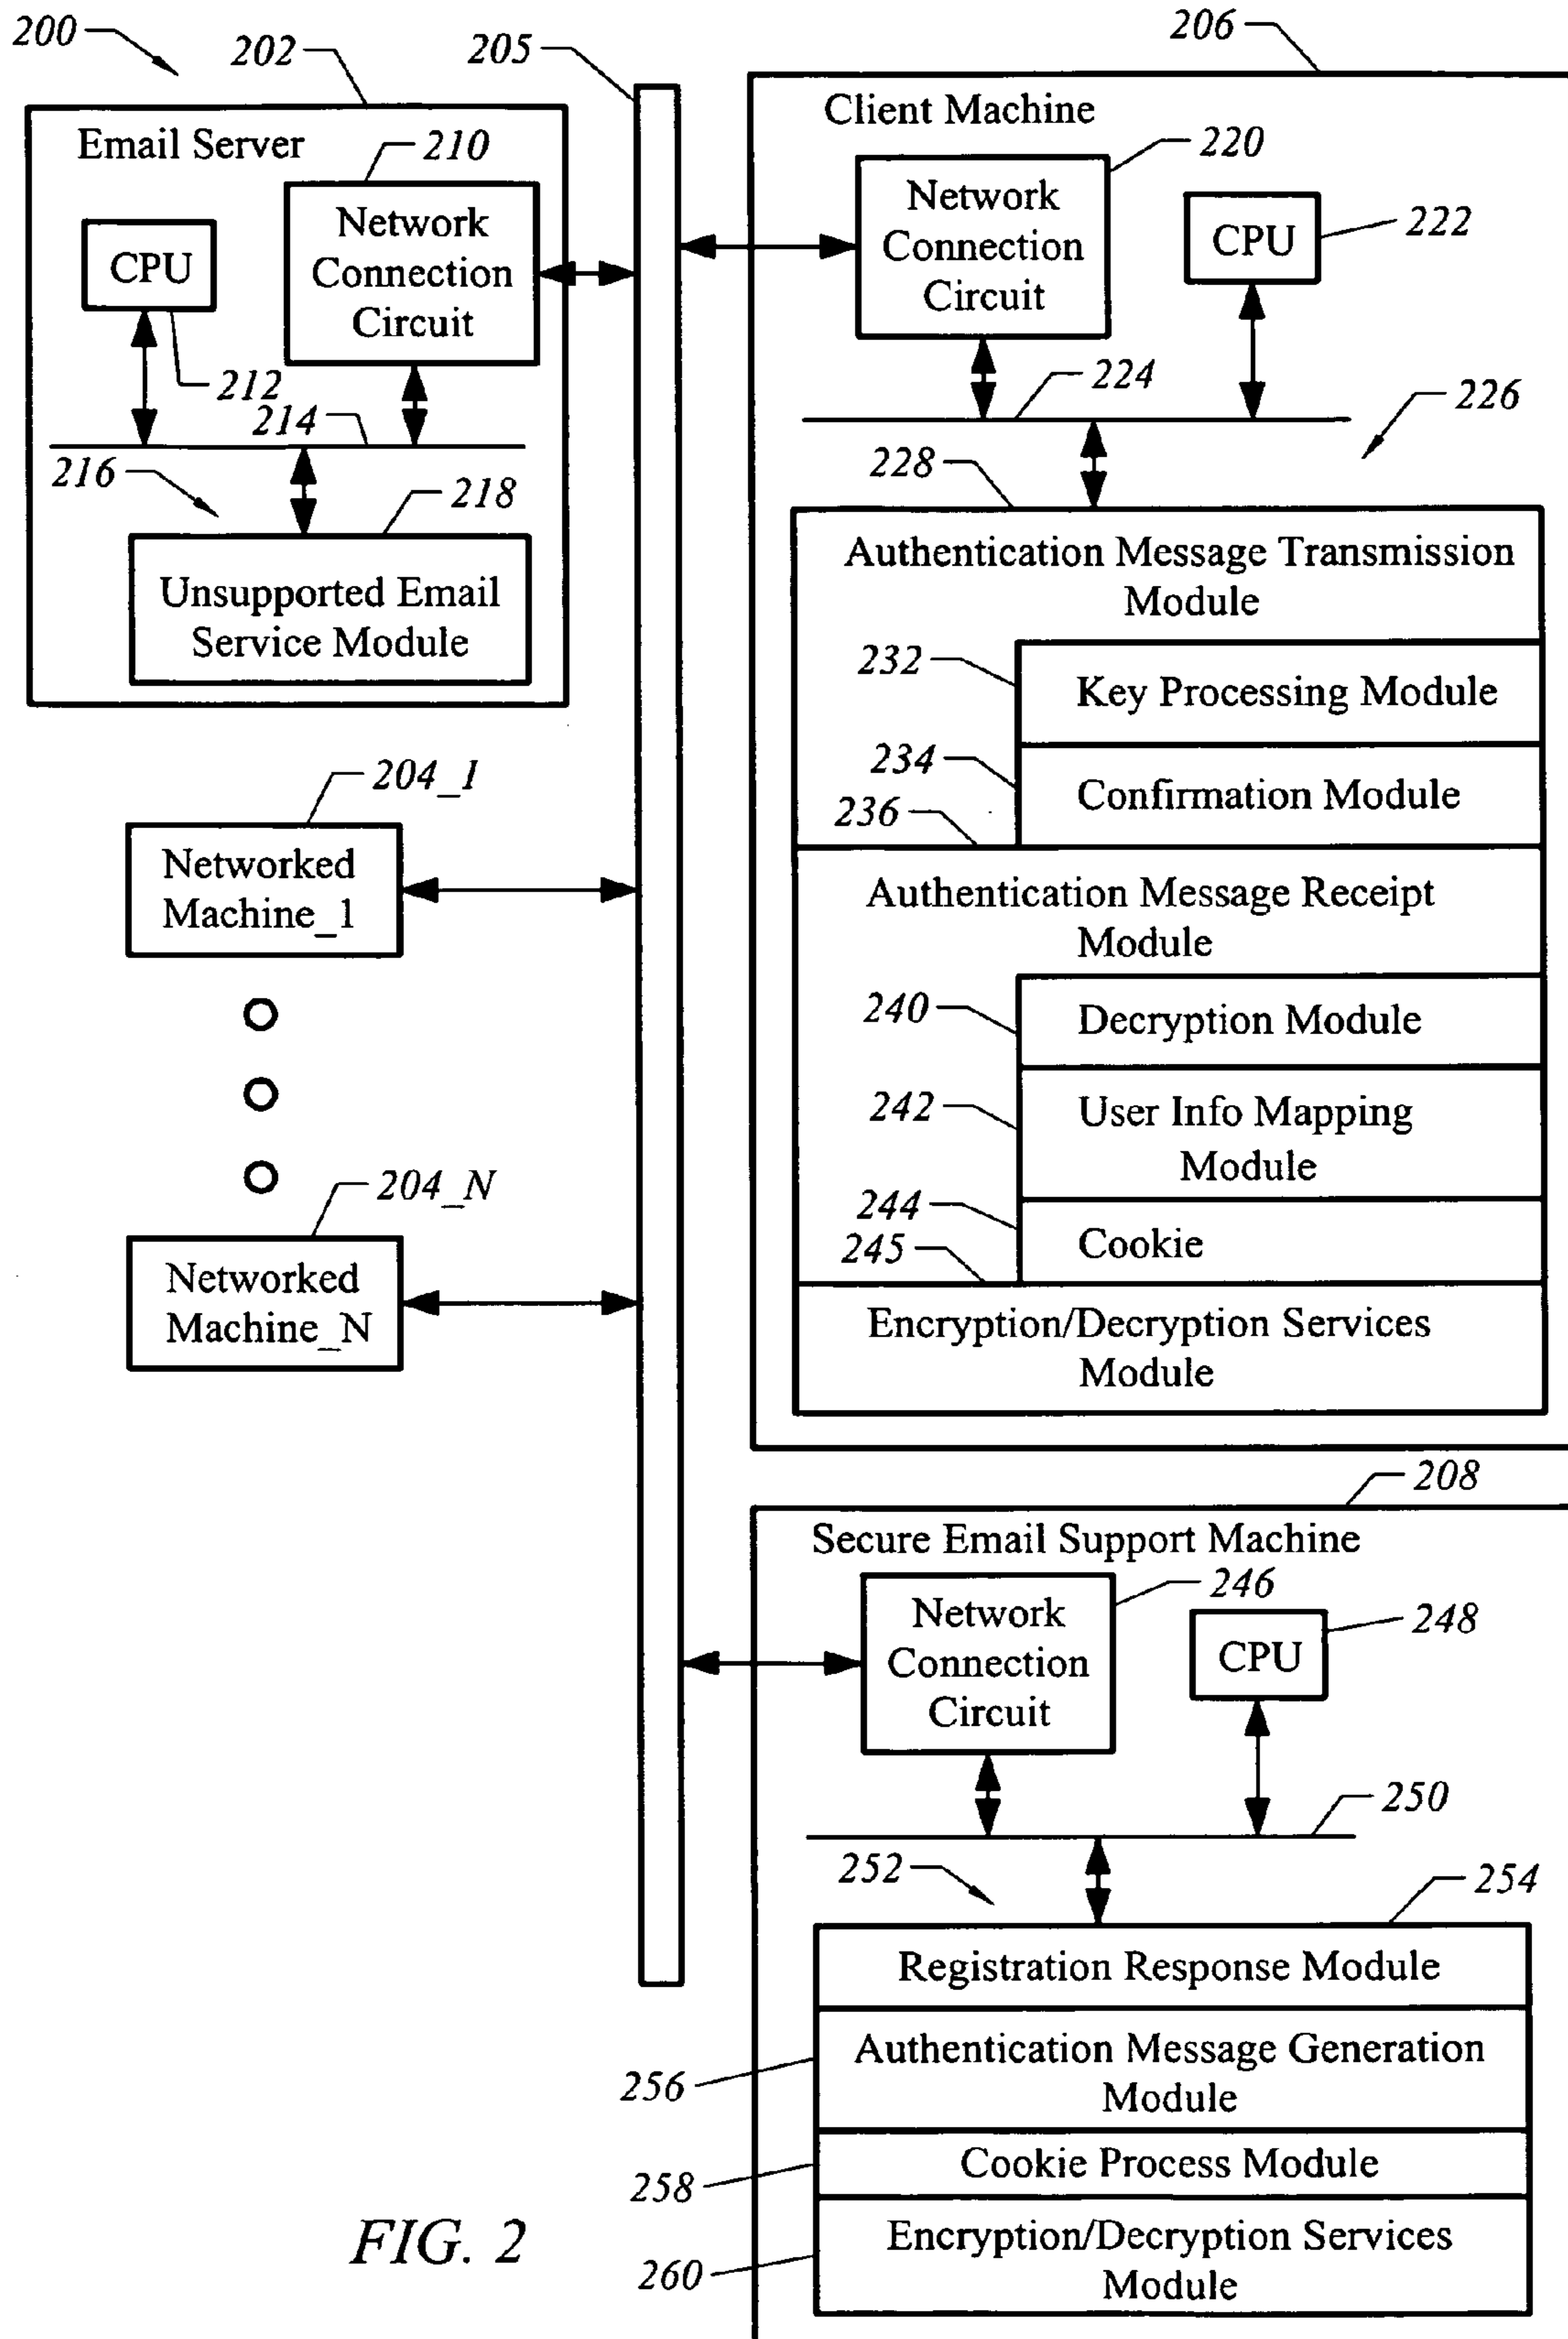 200
202
205
206
Email Server
210
Network
Connection
Circuit
CPU
212
214
216
218
Unsupported Email
Service Module
204_1
Networked
Machine_1
204_N
Networked
Machine_N
Client Machine
220
Network
Connection
Circuit
CPU
222
224
226
228
Authentication Message Transmission
Module
232
Key Processing Module
234
Confirmation Module
236
Authentication Message Receipt
Module
240
Decryption Module
242
User Info Mapping
Module
244
Cookie
245
Encryption/Decryption Services
Module
208
Secure Email Support Machine
246
Network
Connection
Circuit
248
CPU
250
252
254
Registration Response Module
256
Authentication Message Generation
Module
258
Cookie Process Module
260
Encryption/Decryption Services
Module
FIG. 2